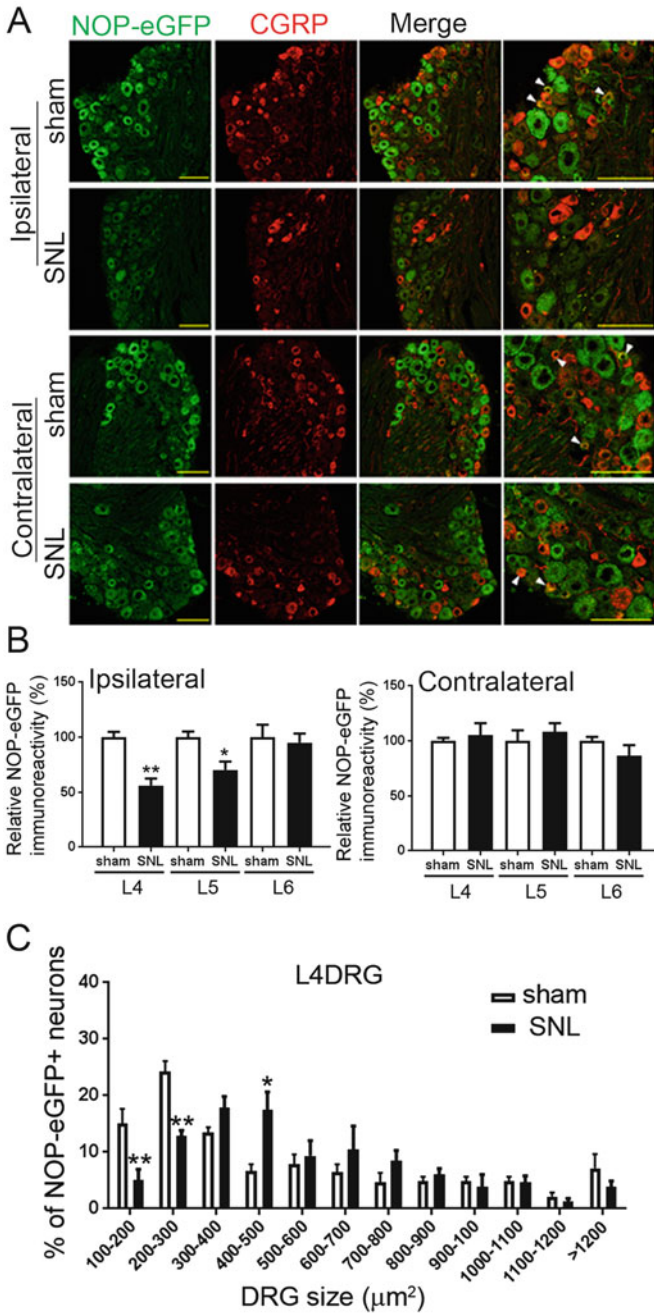 A
NOP-eGFP CGRP Merge
Ipsilateral
sham
SNL
Contralateral
sham
SNL
B
Ipsilateral
Relative NOP-eGFP
immunoreactivity (%)
150
100
50
0
** *
sham SNL sham SNL sham SNL
L4 L5 L6
Contralateral
Relative NOP-eGFP
immunoreactivity (%)
150
100
50
0
sham SNL sham SNL sham SNL
L4 L5 L6
C
L4DRG
sham
SNL
% of NOP-eGFP+ neurons
40
30
20
10
0
** ** *
100-200 200-300 300-400 400-500 500-600 600-700 700-800 800-900 900-100 1000-1100 1100-1200 >1200
DRG size (μm²)